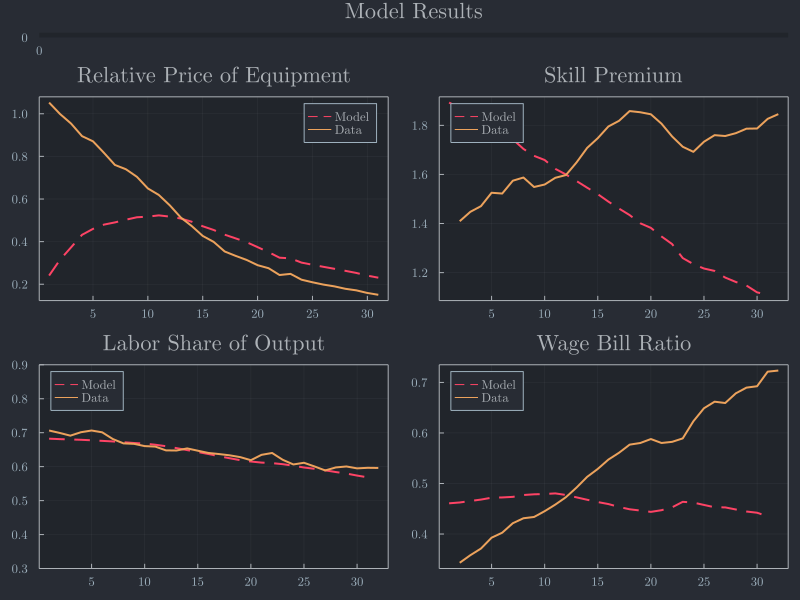 Model Results
0
0
Relative Price of Equipment
Model
Data
1.0
0.8
0.6
0.4
0.2
5 10 15 20 25 30
Skill Premium
Model
Data
1.8
1.6
1.4
1.2
5 10 15 20 25 30
Labor Share of Output
Model
Data
0.9
0.8
0.7
0.6
0.5
0.4
0.3
5 10 15 20 25 30
Wage Bill Ratio
Model
Data
0.7
0.6
0.5
0.4
5 10 15 20 25 30